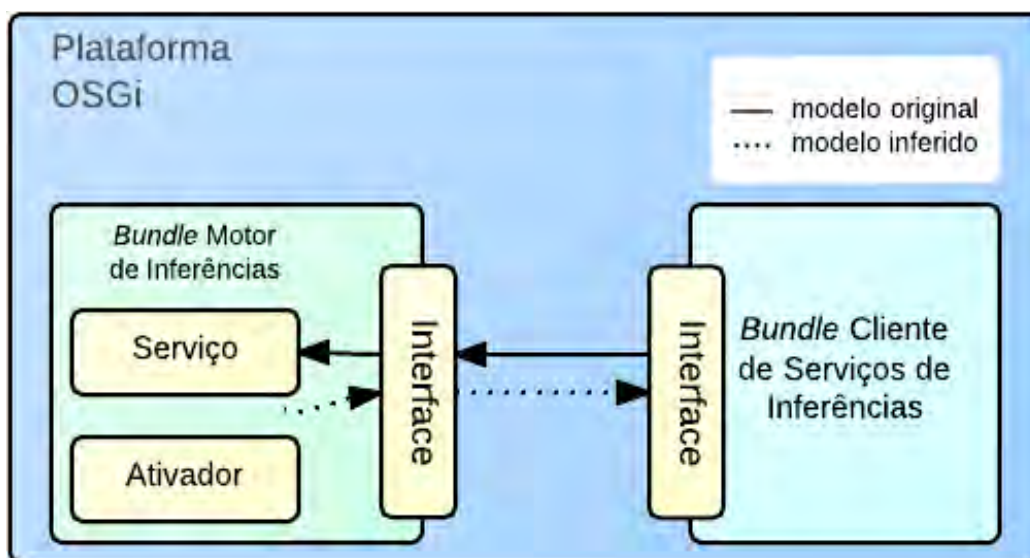 Plataforma
OSGi
modelo original
modelo inferido
Bundle Motor
de Inferências
Serviço
Ativador
Interface
Interface
Bundle Cliente
de Serviços de
Inferências